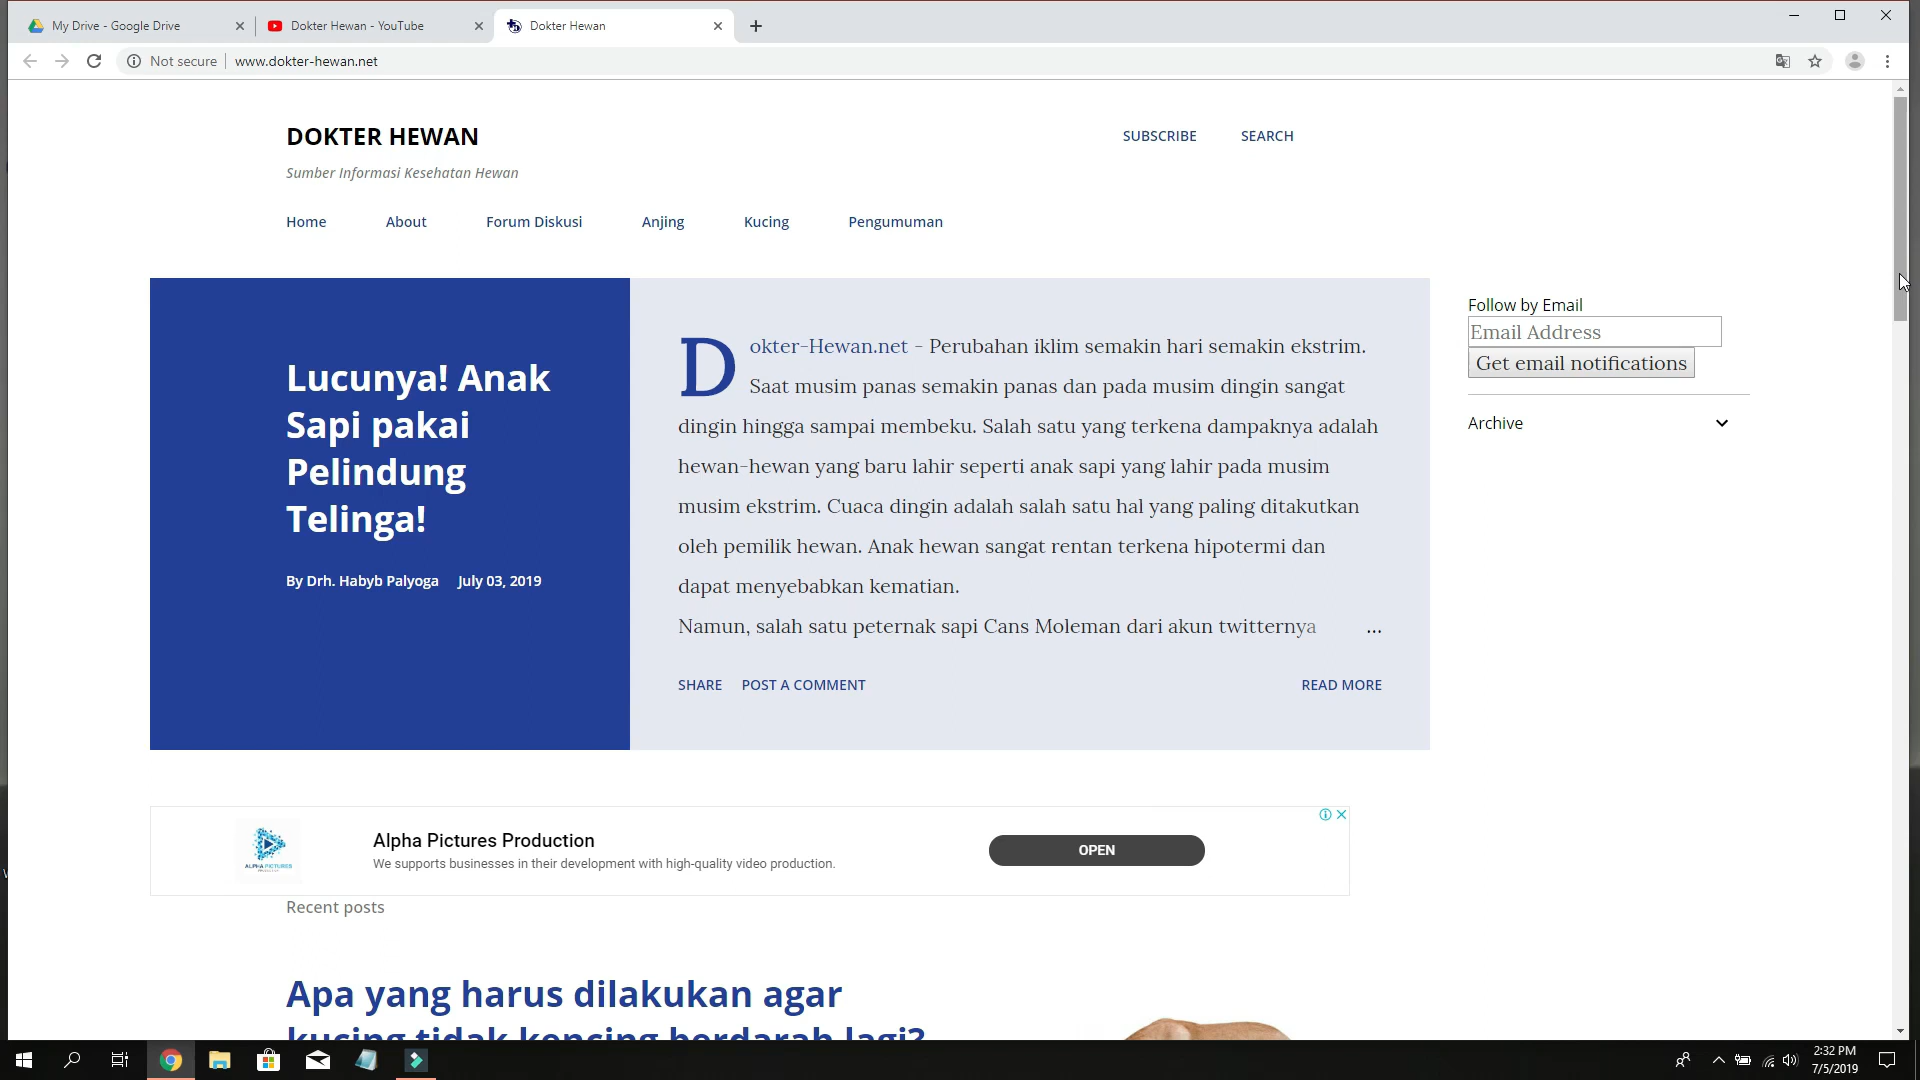 My Drive - Google Drive
Dokter Hewan - YouTube
Dokter Hewan
Not secure
www.dokter-hewan.net
DOKTER HEWAN
SUBSCRIBE
SEARCH
Sumber Informasi Kesehatan Hewan
Home
About
Forum Diskusi
Anjing
Kucing
Pengumuman
Lucunya! Anak
Sapi pakai
Pelindung
Telinga!
By Drh. Habyb Palyoga July 03, 2019
Dokter-Hewan.net - Perubahan iklim semakin hari semakin ekstrim.
Saat musim panas semakin panas dan pada musim dingin sangat
dingin hingga sampai membeku. Salah satu yang terkena dampaknya adalah
hewan-hewan yang baru lahir seperti anak sapi yang lahir pada musim
musim ekstrim. Cuaca dingin adalah salah satu hal yang paling ditakutkan
oleh pemilik hewan. Anak hewan sangat rentan terkena hipotermi dan
dapat menyebabkan kematian.
Namun, salah satu peternak sapi Cans Moleman dari akun twitternya ...
SHARE
POST A COMMENT
READ MORE
Follow by Email
Email Address
Get email notifications
Archive
ALPHA PICTURES
Alpha Pictures Production
We supports businesses in their development with high-quality video production.
OPEN
Recent posts
Apa yang harus dilakukan agar
kucing tidak kencing berdarah lagi?
2:32 PM
7/5/2019